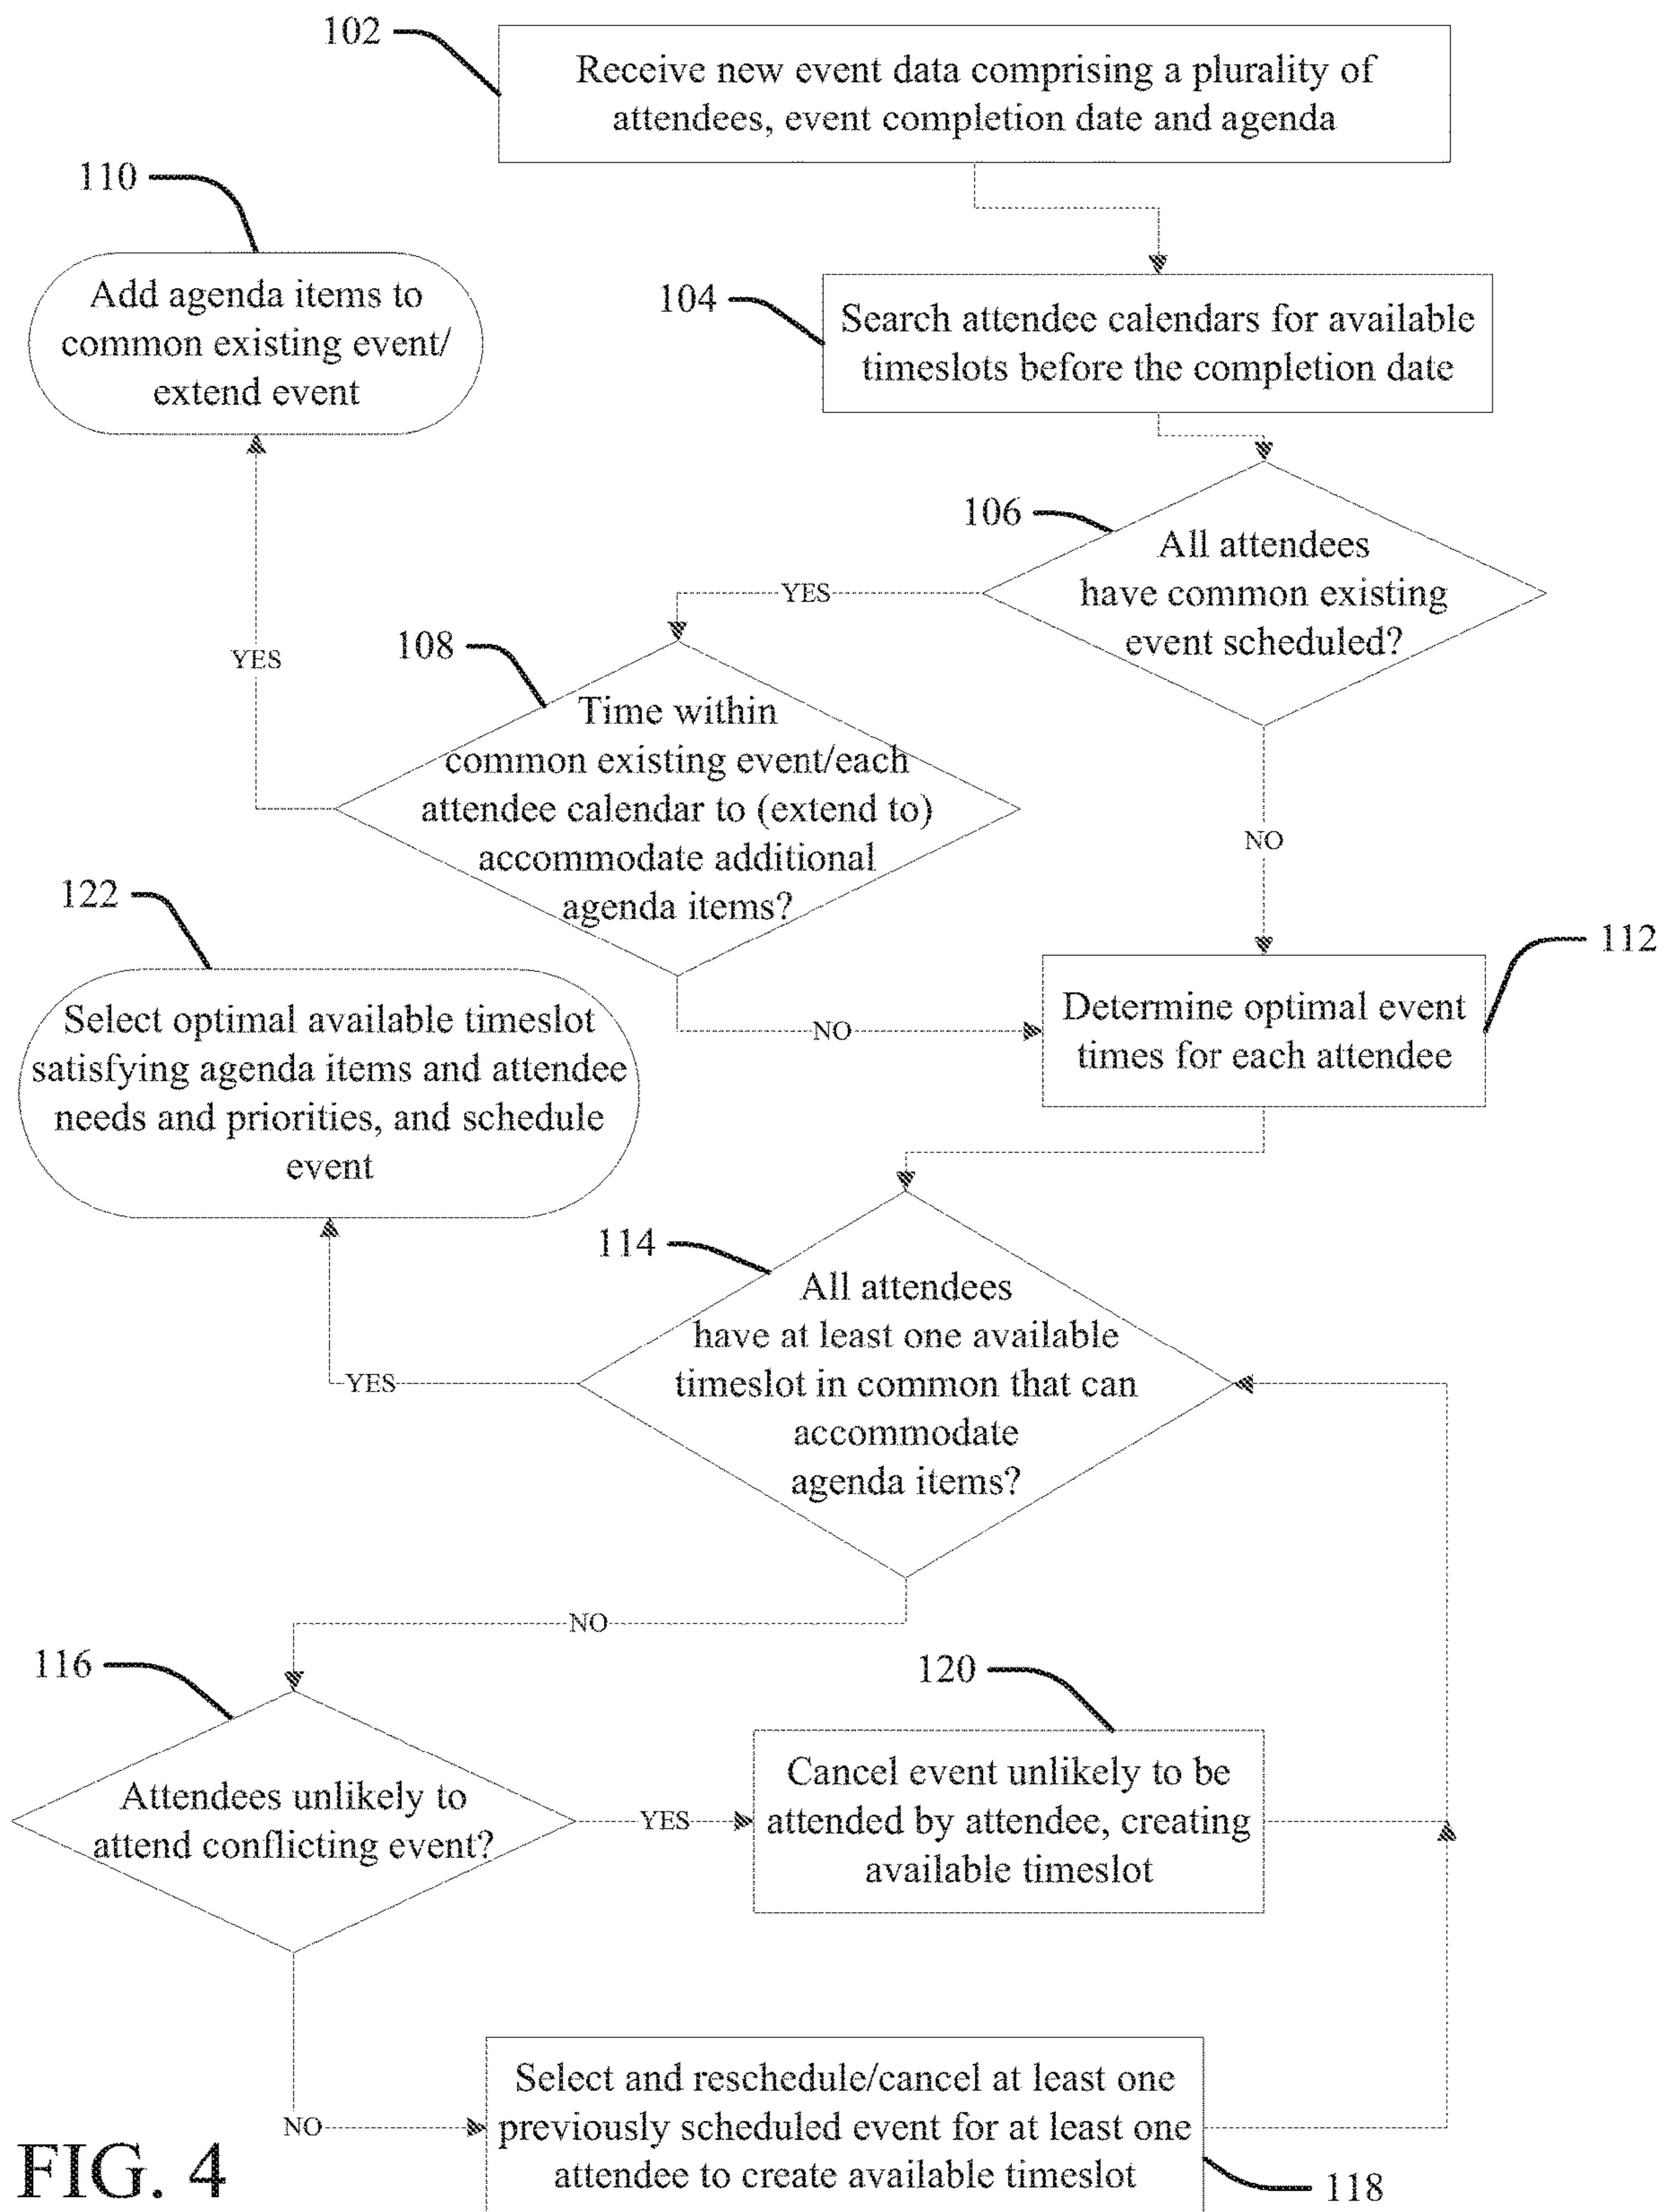 102
Receive new event data comprising a plurality of
attendees, event completion date and agenda
110
Add agenda items to
common existing event/
extend event
104
Search attendee calendars for available
timeslots before the completion date
106
All attendees
have common existing
event scheduled?
YES
YES
108
Time within
common existing event/each
attendee calendar to (extend to)
accommodate additional
agenda items?
NO
122
Select optimal available timeslot
satisfying agenda items and attendee
needs and priorities, and schedule
event
NO
112
Determine optimal event
times for each attendee
114
All attendees
have at least one available
timeslot in common that can
accommodate
agenda items?
YES
NO
116
Attendees unlikely to
attend conflicting event?
YES
120
Cancel event unlikely to be
attended by attendee, creating
available timeslot
NO
Select and reschedule/cancel at least one
previously scheduled event for at least one
attendee to create available timeslot
118
FIG. 4